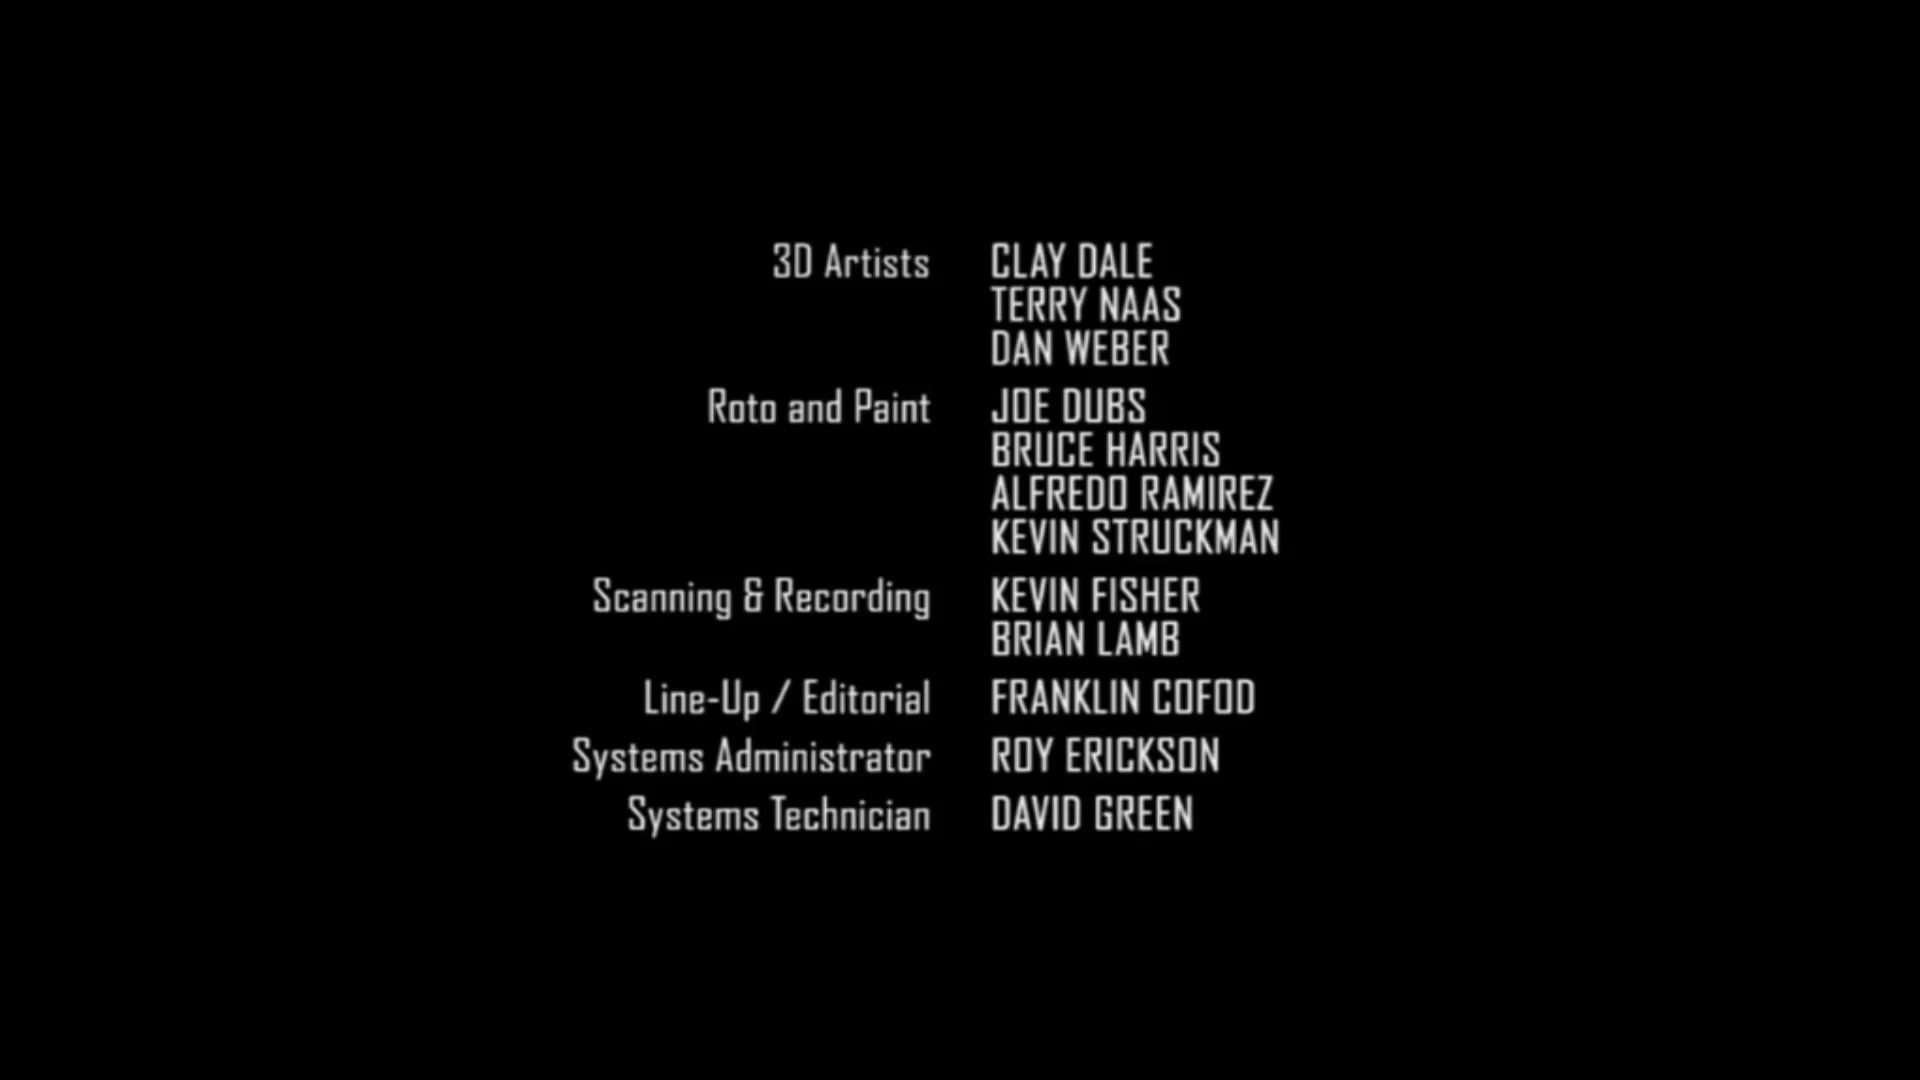 3D Artists CLAY DALE
TERRY NAAS
DAN WEBER
Roto and Paint JOE DUBS
BRUCE HARRIS
ALFREDO RAMIREZ
KEVIN STRUCKMAN
Scanning & Recording KEVIN FISHER
BRIAN LAMB
Line-Up / Editorial FRANKLIN COFOD
Systems Administrator ROY ERICKSON
Systems Technician DAVID GREEN